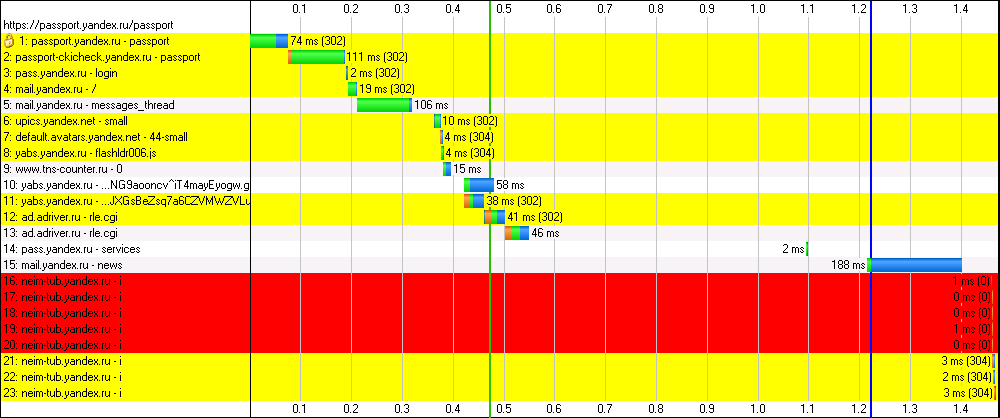 0.1 0.2 0.3 0.4 0.5 0.6 0.7 0.8 0.9 1.0 1.1 1.2 1.3 1.4
https://passport.yandex.ru/passport
1: passport.yandex.ru - passport 74 ms (302)
2: passport-ckicheck.yandex.ru - passport 111 ms (302)
3: pass.yandex.ru - login 2 ms (302)
4: mail.yandex.ru - / 19 ms (302)
5: mail.yandex.ru - messages_thread 106 ms
6: upics.yandex.net - small 10 ms (302)
7: default.avatars.yandex.net - 44-small 4 ms (304)
8: yabs.yandex.ru - flashldr006.js 4 ms (304)
9: www.tns-counter.ru - 0 15 ms
10: yabs.yandex.ru - ...NG9aooncv^iT4mayEyogw.g 58 ms
11: yabs.yandex.ru - ...JXGsBeZsq7a6CZVMWZVLu 38 ms (302)
12: ad.adriver.ru - rle.cgi 41 ms (302)
13: ad.adriver.ru - rle.cgi 46 ms
14: pass.yandex.ru - services 2 ms
15: mail.yandex.ru - news 188 ms
16: neim-tub.yandex.ru - i 1 ms (0)
17: neim-tub.yandex.ru - i 0 ms (0)
18: neim-tub.yandex.ru - i 0 ms (0)
19: neim-tub.yandex.ru - i 1 ms (0)
20: neim-tub.yandex.ru - i 0 ms (0)
21: neim-tub.yandex.ru - i 3 ms (304)
22: neim-tub.yandex.ru - i 2 ms (304)
23: neim-tub.yandex.ru - i 3 ms (304)
0.1 0.2 0.3 0.4 0.5 0.6 0.7 0.8 0.9 1.0 1.1 1.2 1.3 1.4